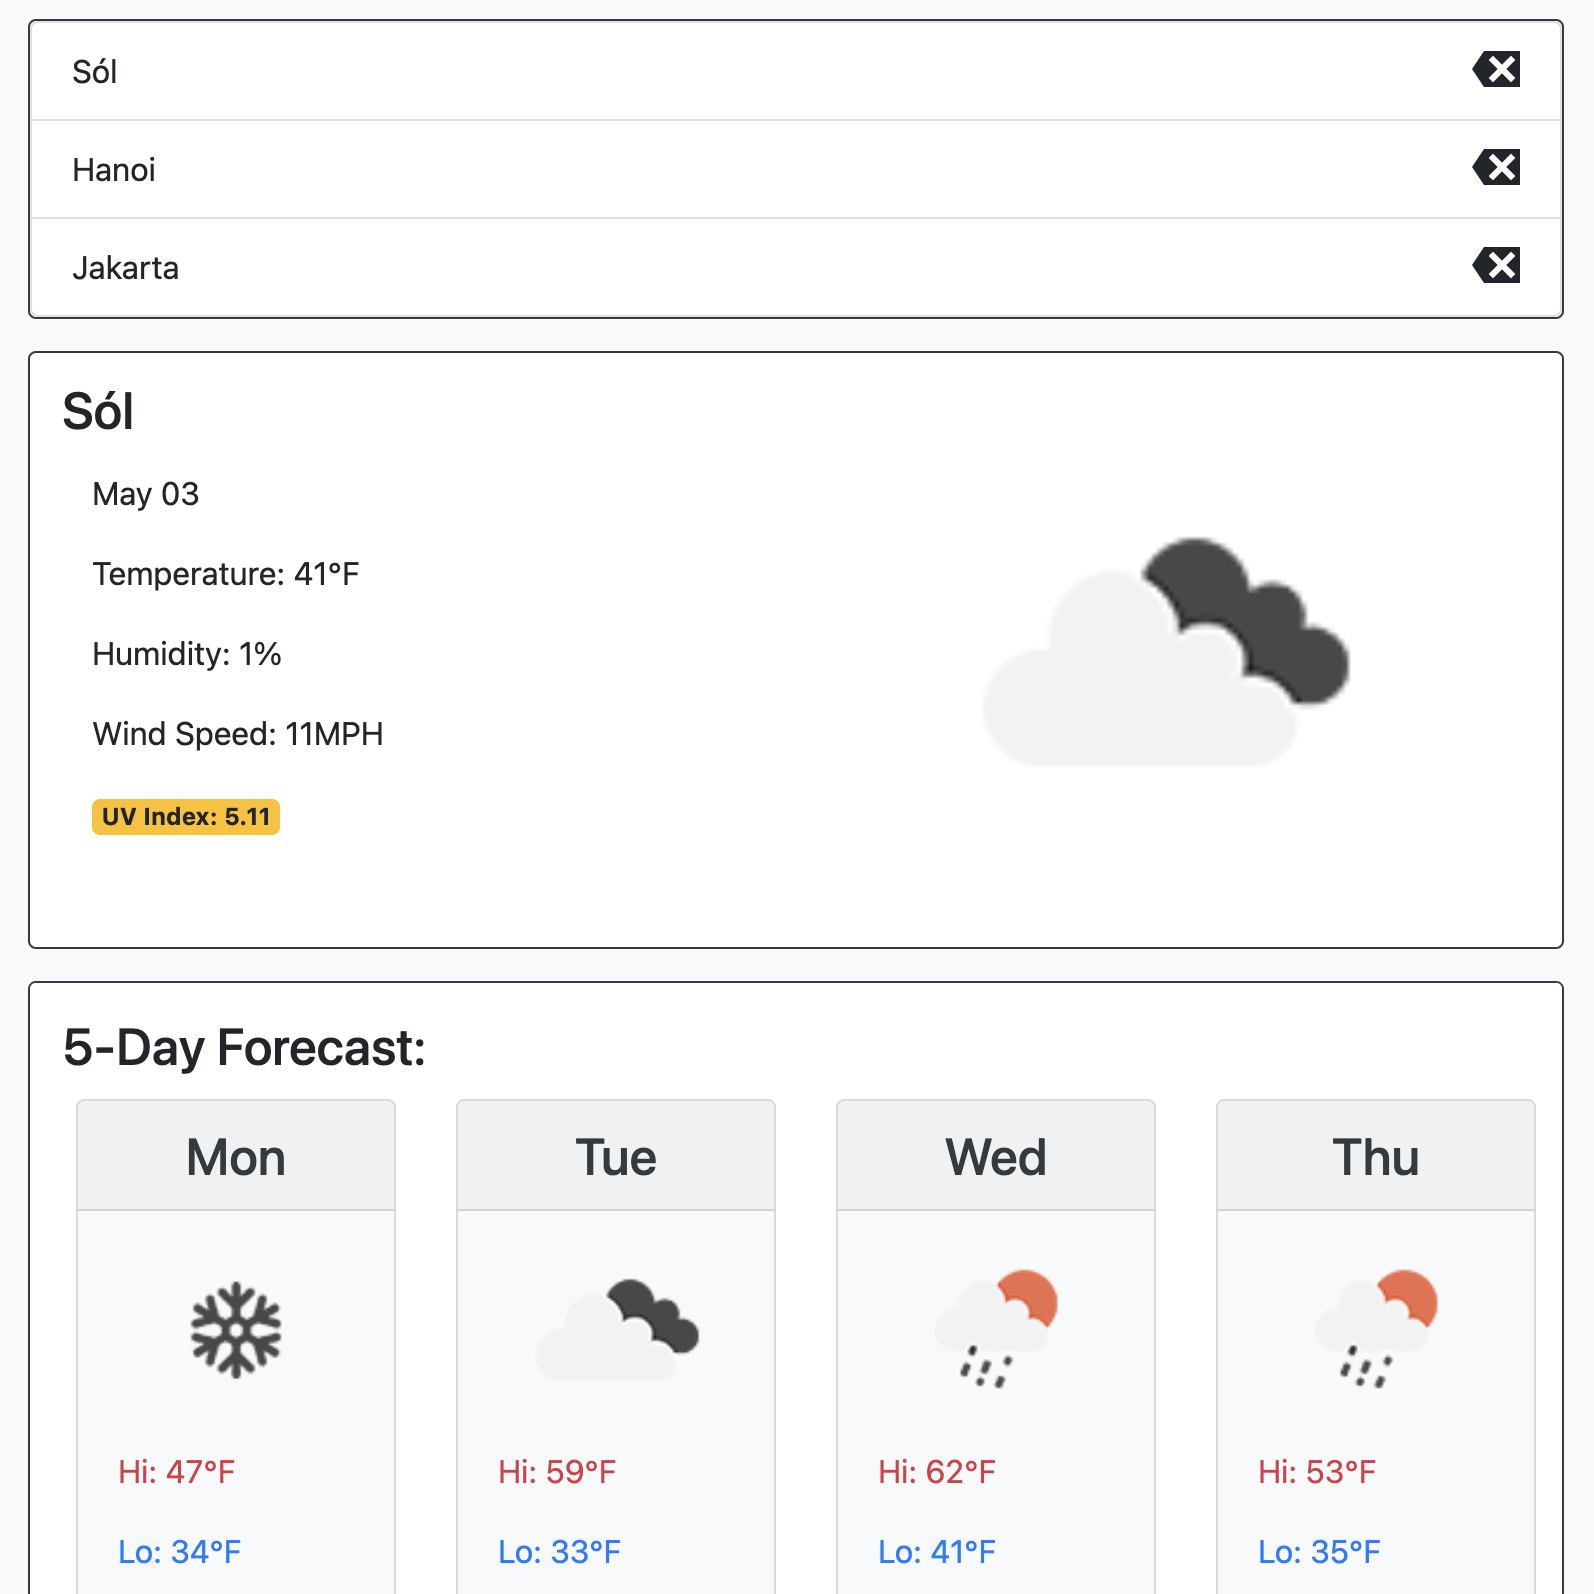 Sól
Hanoi
Jakarta
Sól
May 03
Temperature: 41°F
Humidity: 1%
Wind Speed: 11MPH
UV Index: 5.11
5-Day Forecast:
Mon
Hi: 47°F
Lo: 34°F
Tue
Hi: 59°F
Lo: 33°F
Wed
Hi: 62°F
Lo: 41°F
Thu
Hi: 53°F
Lo: 35°F